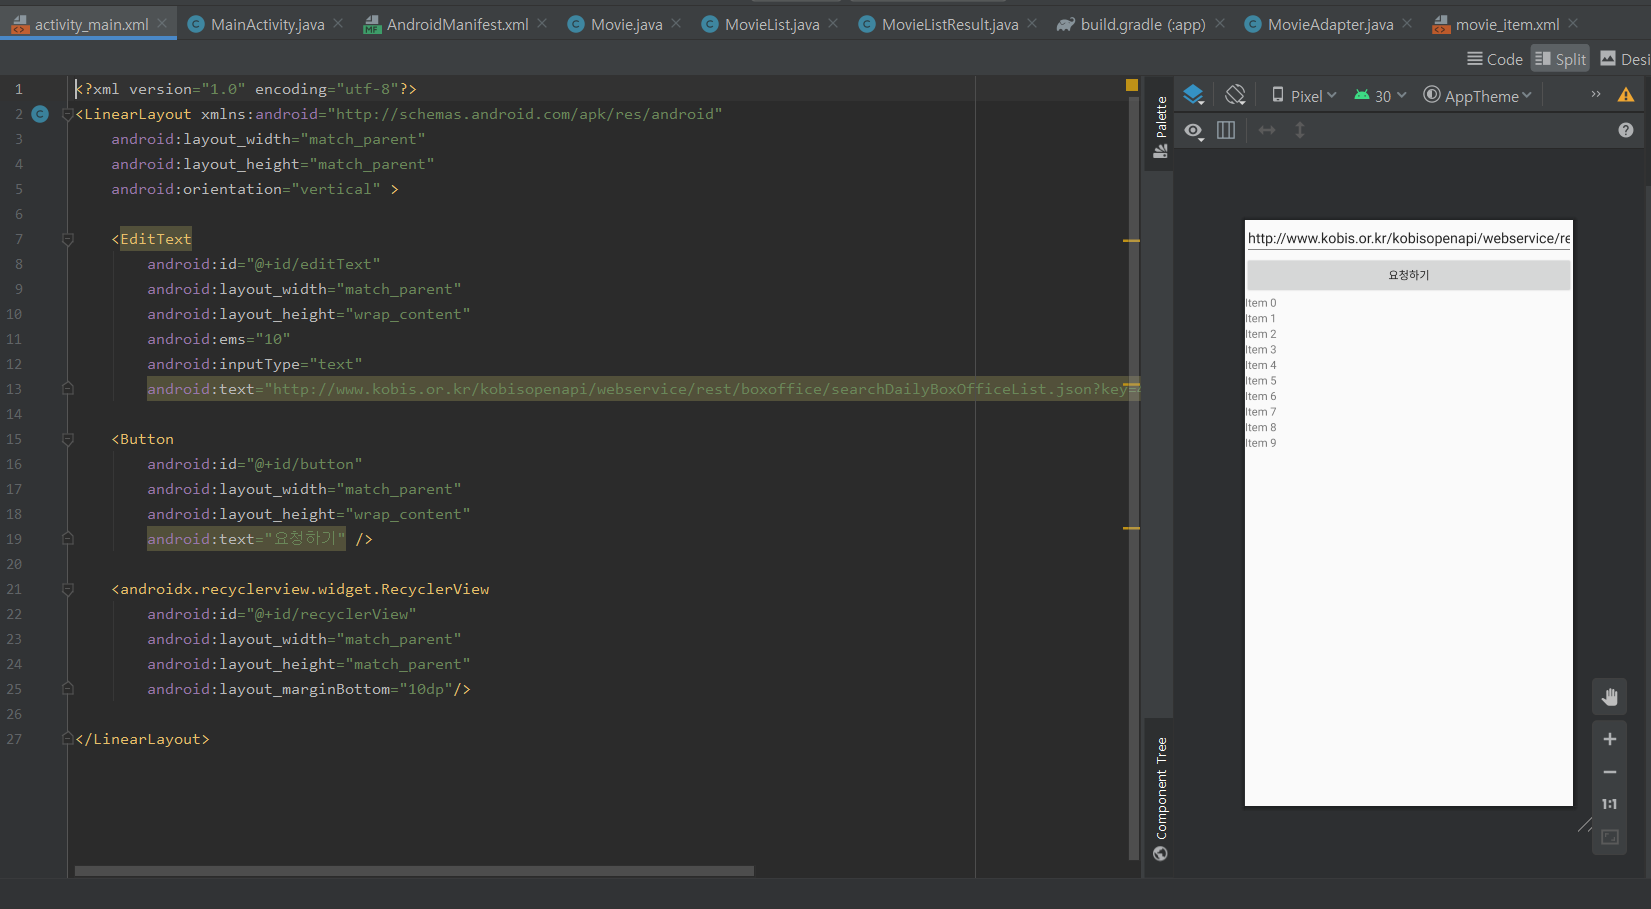 activity_main.xml MainActivity.java AndroidManifest.xml Movie.java MovieList.java MovieListResult.java build.gradle (:app) MovieAdapter.java movie_item.xml
Code Split Desi
1 <?xml version="1.0" encoding="utf-8"?>
2 <LinearLayout xmlns:android="http://schemas.android.com/apk/res/android"
3 android:layout_width="match_parent"
4 android:layout_height="match_parent"
5 android:orientation="vertical" >
6
7 <EditText
8 android:id="@+id/editText"
9 android:layout_width="match_parent"
10 android:layout_height="wrap_content"
11 android:ems="10"
12 android:inputType="text"
13 android:text="http://www.kobis.or.kr/kobisopenapi/webservice/rest/boxoffice/searchDailyBoxOfficeList.json?key=
14
15 <Button
16 android:id="@+id/button"
17 android:layout_width="match_parent"
18 android:layout_height="wrap_content"
19 android:text="요청하기" />
20
21 <androidx.recyclerview.widget.RecyclerView
22 android:id="@+id/recyclerView"
23 android:layout_width="match_parent"
24 android:layout_height="match_parent"
25 android:layout_marginBottom="10dp"/>
26
27 </LinearLayout>
Palette
Component Tree
Pixel 30 AppTheme
http://www.kobis.or.kr/kobisopenapi/webservice/re
요청하기
Item 0
Item 1
Item 2
Item 3
Item 4
Item 5
Item 6
Item 7
Item 8
Item 9
1:1